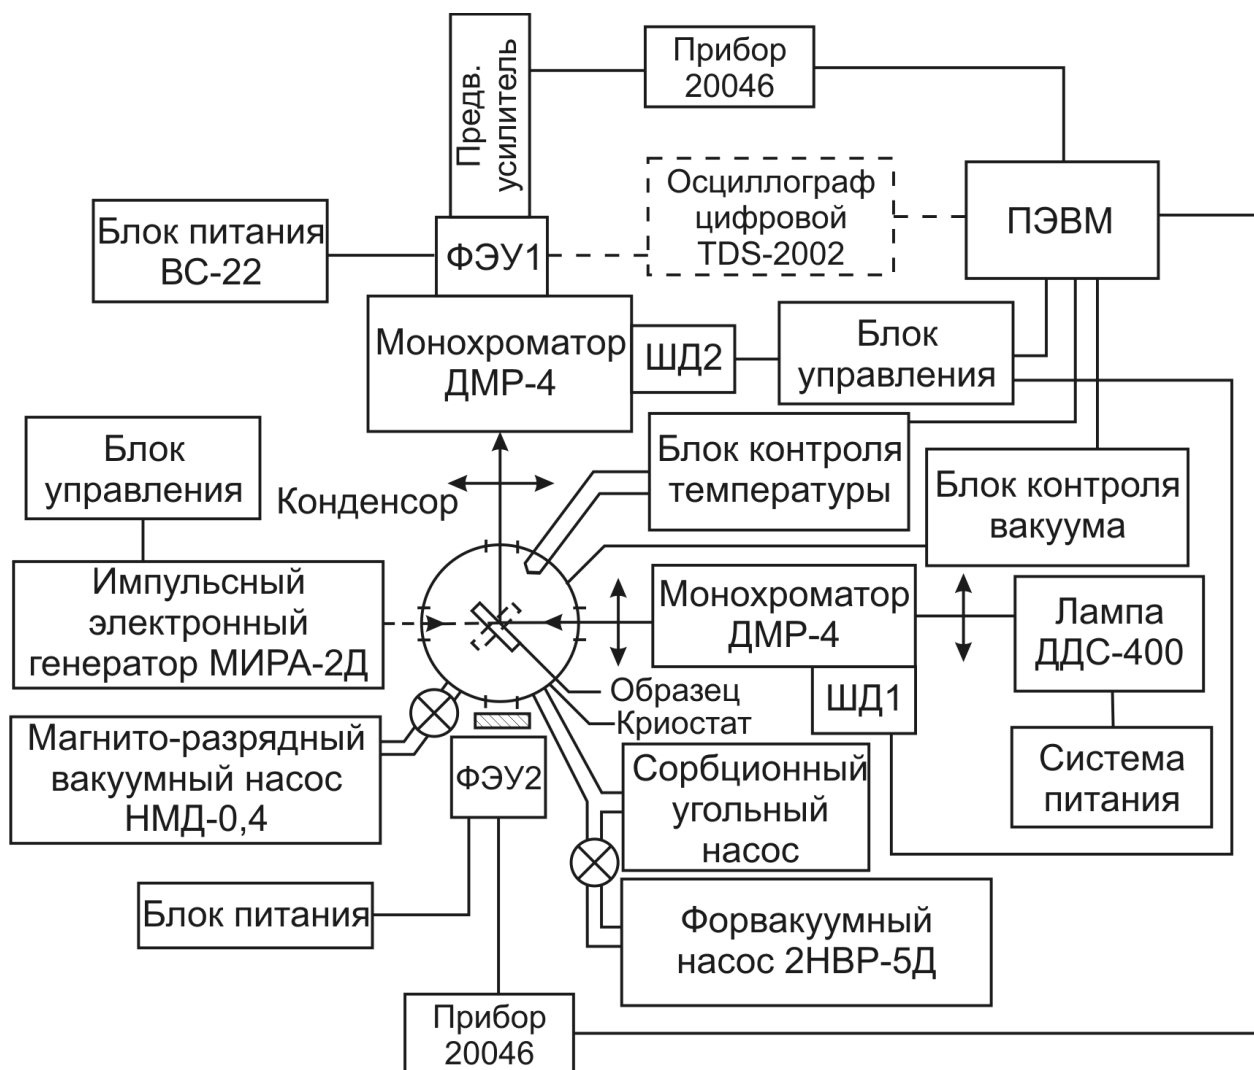 Предв.
усилитель
Прибор
20046
Осциллограф
цифровой
TDS-2002
ПЭВМ
Блок питания
ВС-22
ФЭУ1
Монохроматор
ДМР-4
ШД2
Блок
управления
Блок
управления
Конденсор
Блок контроля
температуры
Блок контроля
вакуума
Импульсный
электронный
генератор МИРА-2Д
Монохроматор
ДМР-4
Лампа
ДДС-400
ШД1
Образец
Криостат
Магнито-разрядный
вакуумный насос
НМД-0,4
ФЭУ2
Сорбционный
угольный
насос
Система
питания
Блок питания
Форвакуумный
насос 2НВР-5Д
Прибор
20046